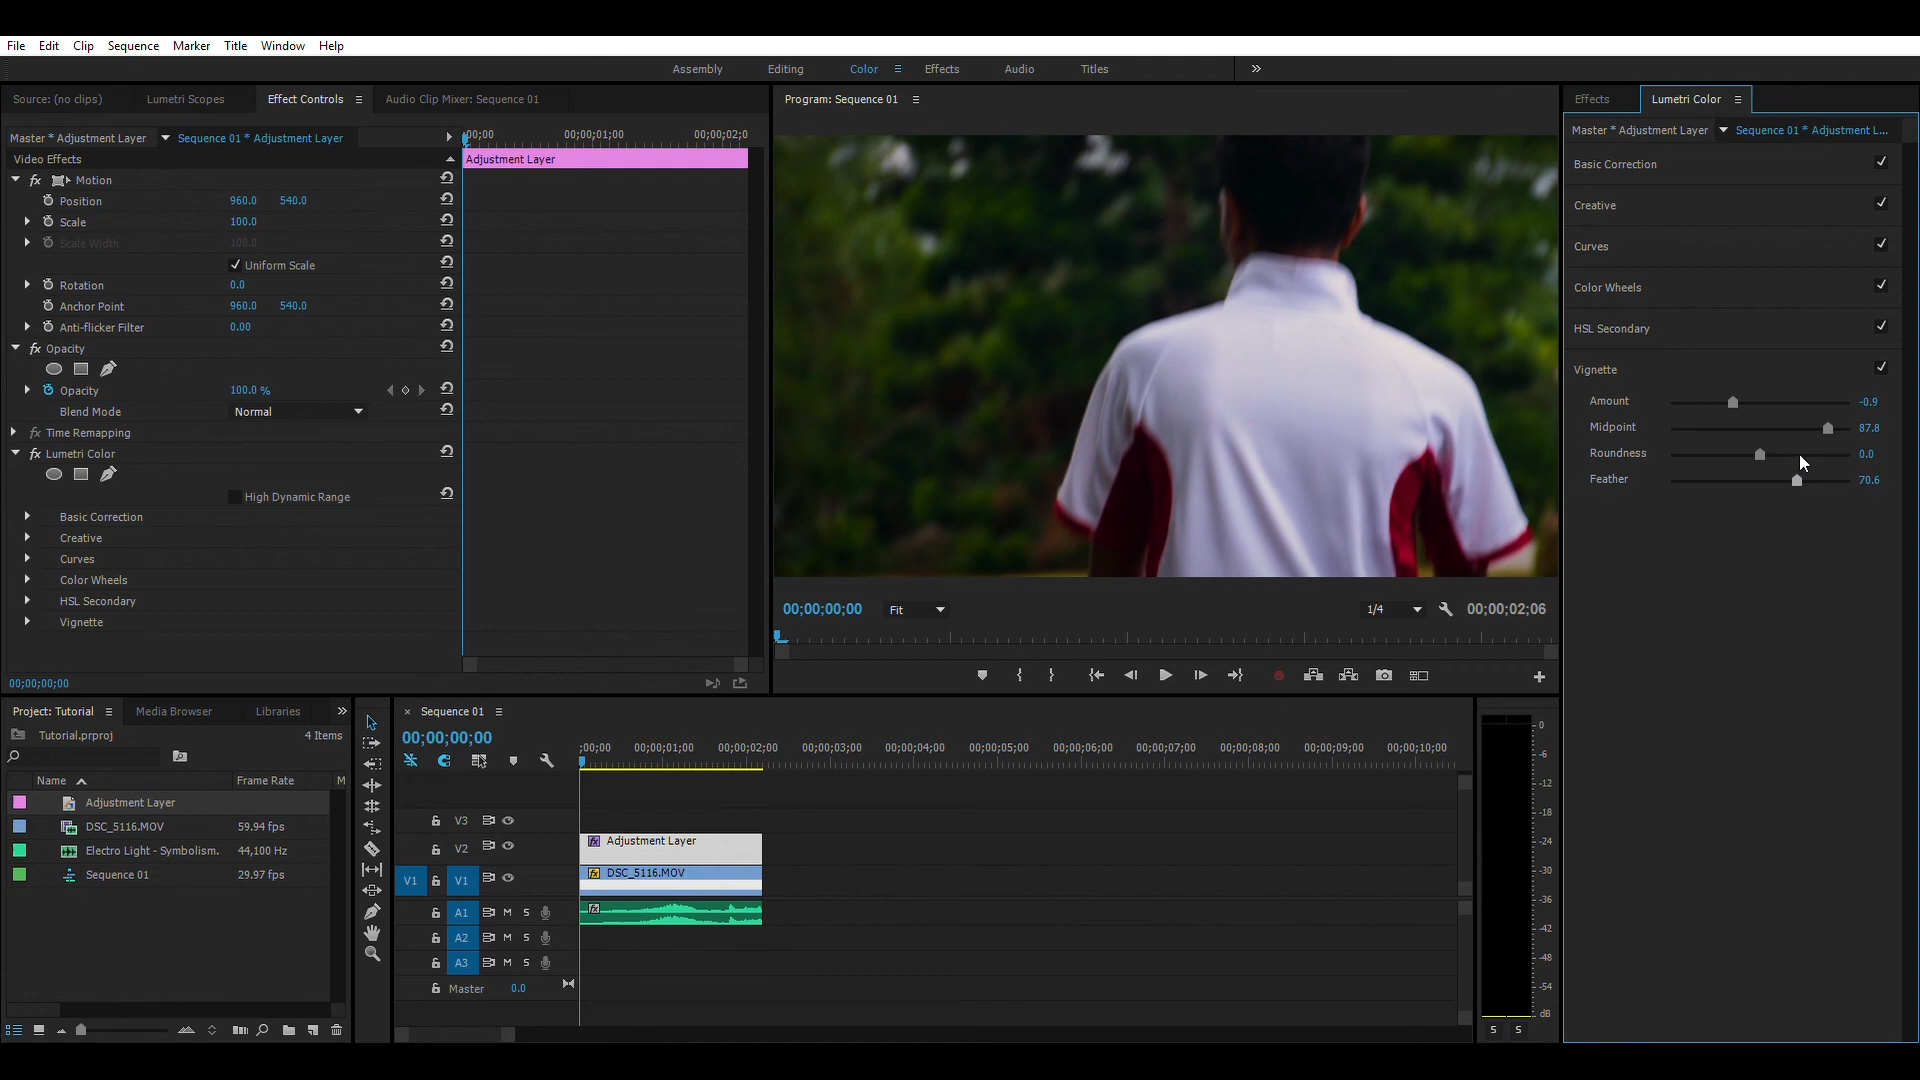 File Edit Clip Sequence Marker Title Window Help
Assembly Editing Color Effects Audio Titles
Source: (no clips) Lumetri Scopes Effect Controls Audio Clip Mixer: Sequence 01
Master * Adjustment Layer Sequence 01 * Adjustment Layer
Video Effects
fx Motion
Position 960.0 540.0
Scale 100.0
Scale Width 100.0
Uniform Scale
Rotation 0.0
Anchor Point 960.0 540.0
Anti-flicker Filter 0.00
fx Opacity
Opacity 100.0 %
Blend Mode Normal
fx Time Remapping
fx Lumetri Color
High Dynamic Range
Basic Correction
Creative
Curves
Color Wheels
HSL Secondary
Vignette
00;00;00;00
00;00 00;00;01;00 00;00;02;0
Adjustment Layer
Program: Sequence 01
00;00;00;00 Fit 1/4 00;00;02;06
Effects Lumetri Color
Master * Adjustment Layer Sequence 01 * Adjustment L...
Basic Correction
Creative
Curves
Color Wheels
HSL Secondary
Vignette
Amount -0.9
Midpoint 87.8
Roundness 0.0
Feather 70.6
Project: Tutorial Media Browser Libraries
Tutorial.prproj 4 Items
Name Frame Rate M
Adjustment Layer
DSC_5116.MOV 59.94 fps
Electro Light - Symbolism. 44,100 Hz
Sequence 01 29.97 fps
× Sequence 01
00;00;00;00
;00;00 00;00;01;00 00;00;02;00 00;00;03;00 00;00;04;00 00;00;05;00 00;00;06;00 00;00;07;00 00;00;08;00 00;00;09;00 00;00;10;00
V3
V2 fx Adjustment Layer
V1 V1 fx DSC_5116.MOV
A1 M S fx
A2 M S
A3 M S
Master 0.0
0
-6
-12
-18
-24
-30
-36
-42
-48
-54
dB
S S